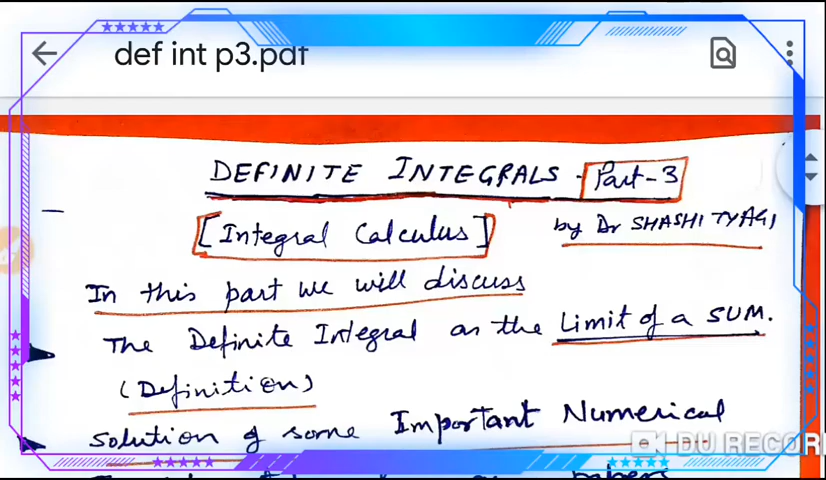 def int p3.pdf
DEFINITE INTEGRALS - Part-3
[Integral Calculus]
by Dr SHASHI TYAGI
In this part we will discuss
The Definite Integral as the Limit of a SUM.
(Definition)
solution of some Important Numerical
DU RECOR